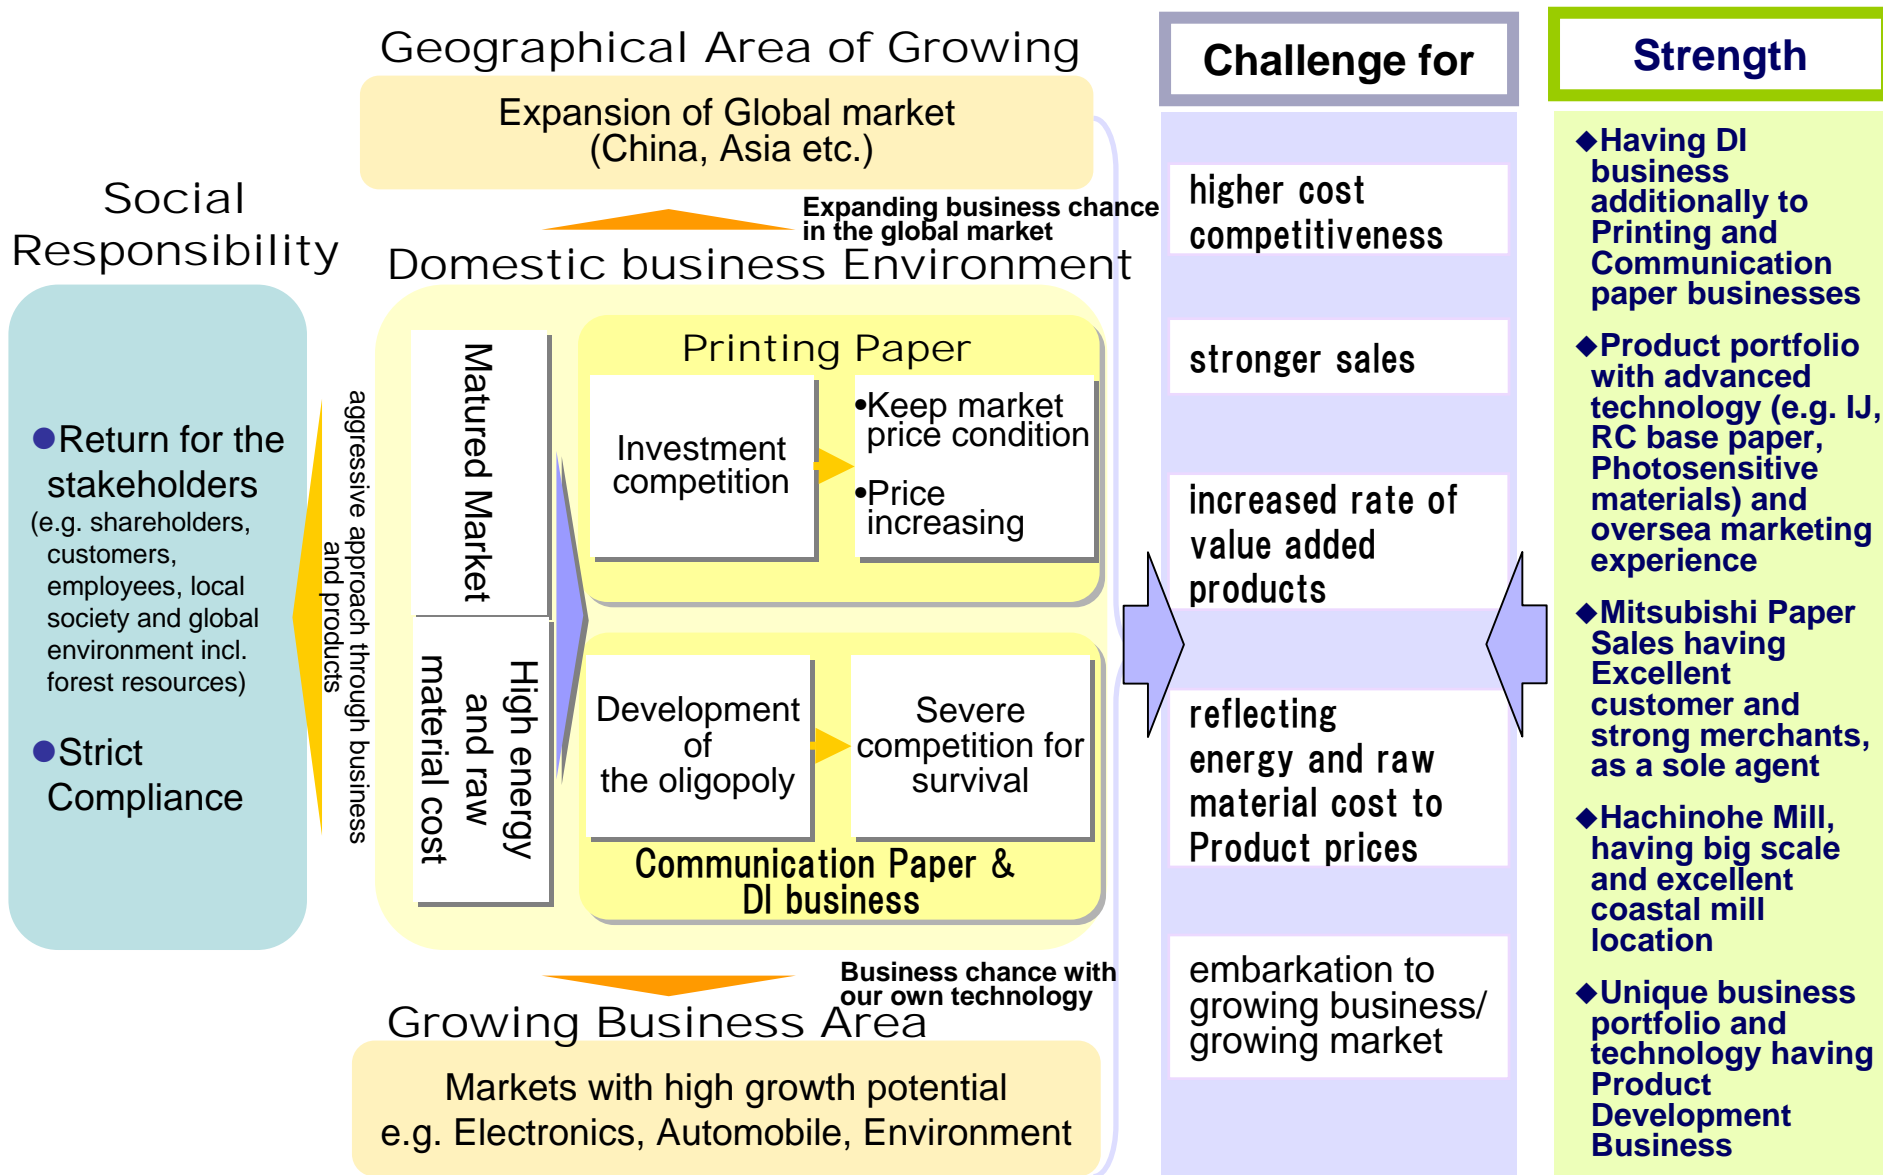 Social
Responsibility
●Return for the
stakeholders
(e.g. shareholders,
customers,
employees, local
society and global
environment incl.
forest resources)
●Strict
Compliance
aggressive approach through business
and products
Geographical Area of Growing
Expansion of Global market
(China, Asia etc.)
Expanding business chance
in the global market
Domestic business Environment
Matured Market
High energy
and raw
material cost
Printing Paper
Investment
competition
•Keep market
price condition
•Price
increasing
Development
of
the oligopoly
Severe
competition for
survival
Communication Paper &
DI business
Business chance with
our own technology
Growing Business Area
Markets with high growth potential
e.g. Electronics, Automobile, Environment
Challenge for
higher cost
competitiveness
stronger sales
increased rate of
value added
products
reflecting
energy and raw
material cost to
Product prices
embarkation to
growing business/
growing market
Strength
◆Having DI
business
additionally to
Printing and
Communication
paper businesses
◆Product portfolio
with advanced
technology (e.g. IJ,
RC base paper,
Photosensitive
materials) and
oversea marketing
experience
◆Mitsubishi Paper
Sales having
Excellent
customer and
strong merchants,
as a sole agent
◆Hachinohe Mill,
having big scale
and excellent
coastal mill
location
◆Unique business
portfolio and
technology having
Product
Development
Business